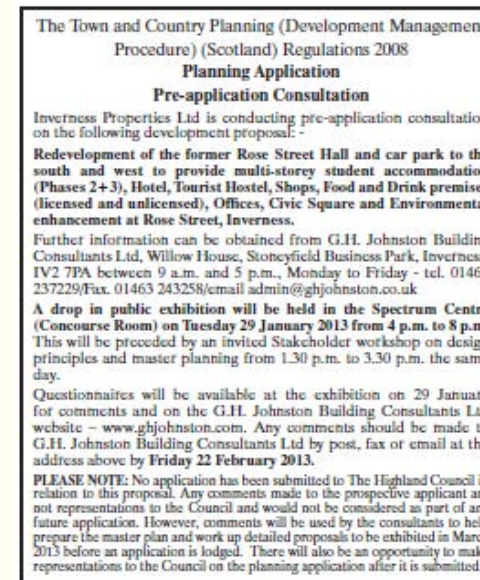 The Town and Country Planning (Development Managemen
Procedure) (Scotland) Regulations 2008
Planning Application
Pre-application Consultation
Inverness Properties Ltd is conducting pre-application consultatio
on the following development proposal: -
Redevelopment of the former Rose Street Hall and car park to th
south and west to provide multi-storey student accommodatio
(Phases 2+3), Hotel, Tourist Hostel, Shops, Food and Drink premise
(licensed and unlicensed), Offices, Civic Square and Environmenta
enhancement at Rose Street, Inverness.
Further information can be obtained from G.H. Johnston Buildin
Consultants Ltd, Willow House, Stoneyfield Business Park, Invernes
IV2 7PA between 9 a.m. and 5 p.m., Monday to Friday - tel. 0146
237229/Fax. 01463 243258/email admin@ghjohnston.co.uk
A drop in public exhibition will be held in the Spectrum Centr
(Concourse Room) on Tuesday 29 January 2013 from 4 p.m. to 8 p.m
This will be preceded by an invited Stakeholder workshop on desig
principles and master planning from 1.30 p.m. to 3.30 p.m. the sam
day.
Questionnaires will be available at the exhibition on 29 Januar
for comments and on the G.H. Johnston Building Consultants Lt
website – www.ghjohnston.com. Any comments should be made t
G.H. Johnston Building Consultants Ltd by post, fax or email at th
address above by Friday 22 February 2013.
PLEASE NOTE: No application has been submitted to The Highland Council i
relation to this proposal. Any comments made to the prospective applicant ar
not representations to the Council and would not be considered as part of an
future application. However, comments will be used by the consultants to hel
prepare the master plan and work up detailed proposals to be exhibited in Marc
2013 before an application is lodged. There will also be an opportunity to mak
representations to the Council on the planning application after it is submitted